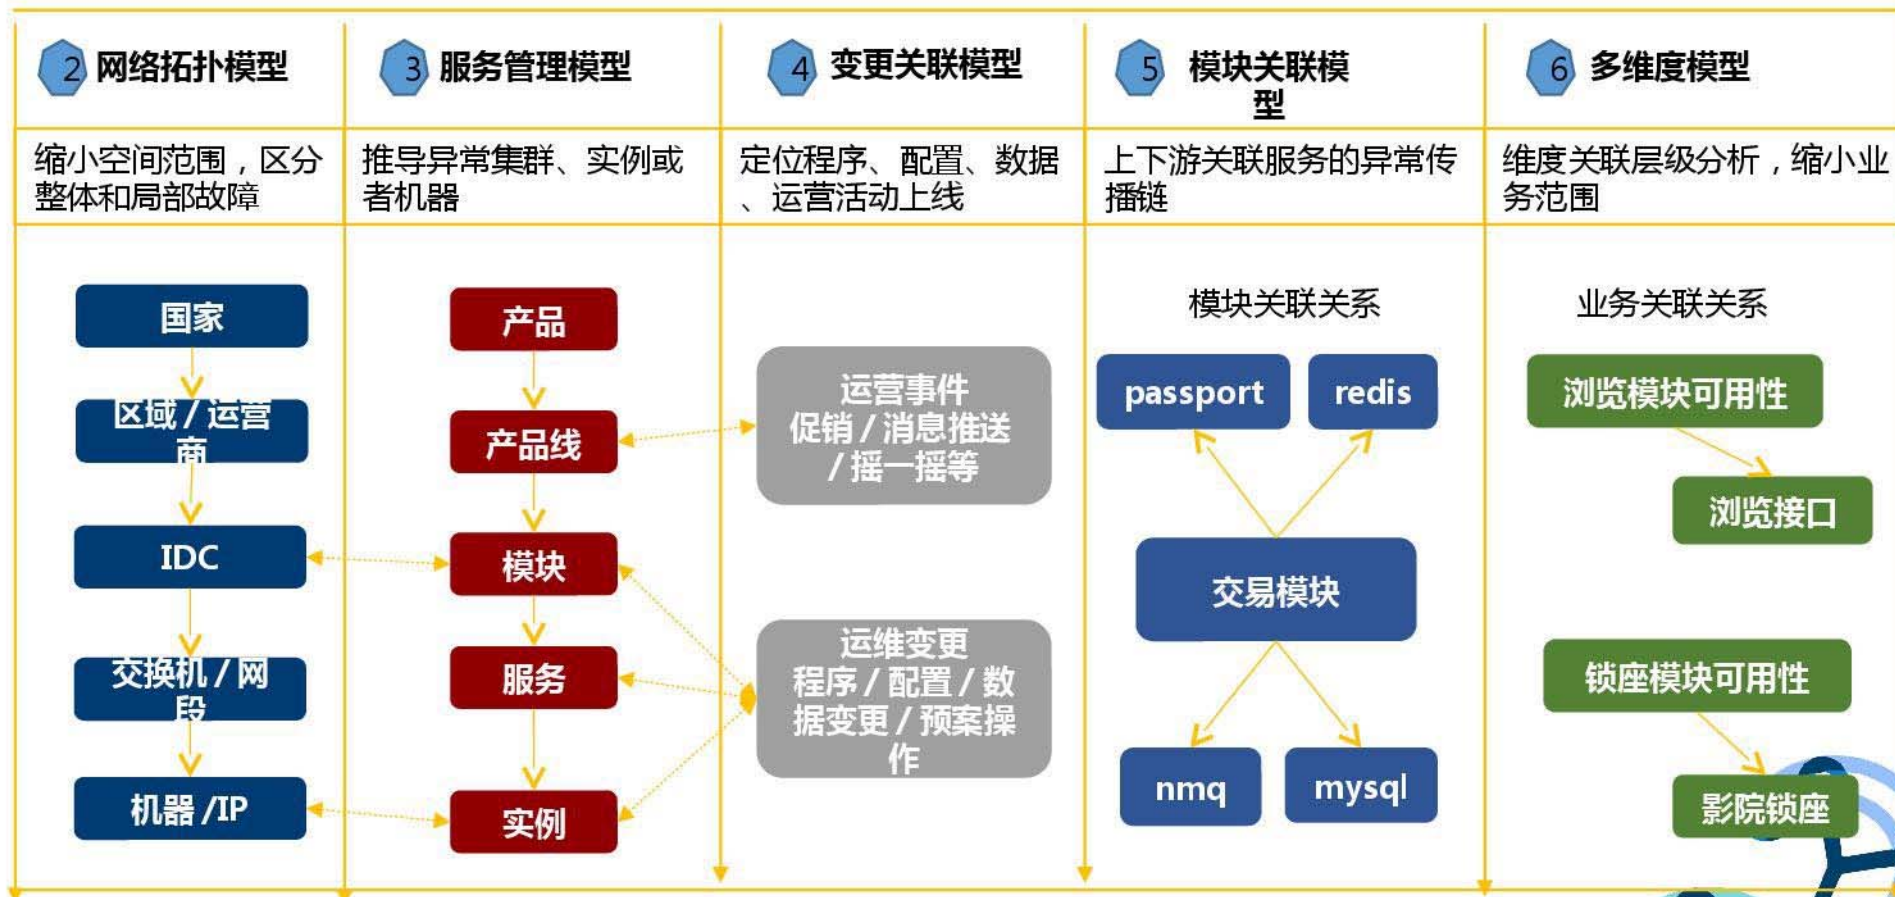 2 网络拓扑模型
缩小空间范围，区分
整体和局部故障
国家
区域 / 运营
商
IDC
交换机 / 网
段
机器 /IP
3 服务管理模型
推导异常集群、实例或
者机器
产品
产品线
模块
服务
实例
4 变更关联模型
定位程序、配置、数据
、运营活动上线
运营事件
促销 / 消息推送
/ 摇一摇等
运维变更
程序 / 配置 / 数
据变更 / 预案操
作
5 模块关联模
型
上下游关联服务的异常传
播链
模块关联关系
passport
redis
交易模块
nmq
mysql
6 多维度模型
维度关联层级分析，缩小业
务范围
业务关联关系
浏览模块可用性
浏览接口
锁座模块可用性
影院锁座